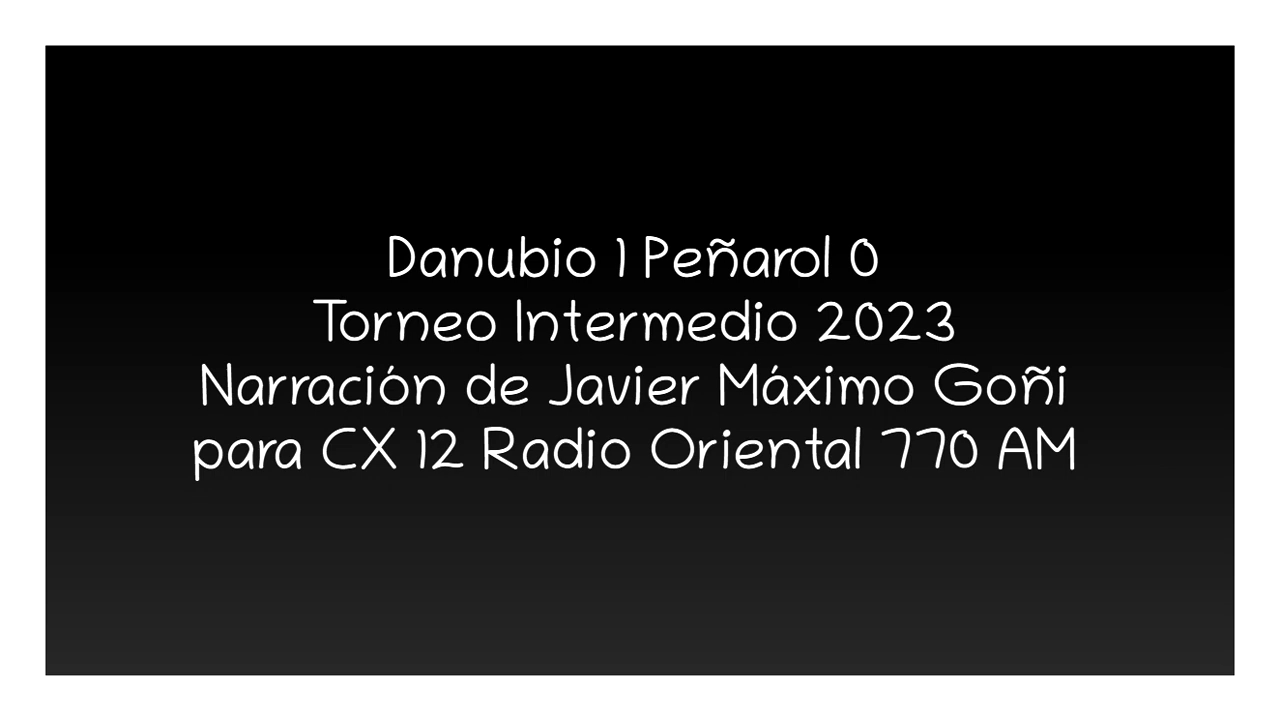 Danubio 1 Peñarol 0
Torneo Intermedio 2023
Narración de Javier Máximo Goñi
para CX 12 Radio Oriental 770 AM